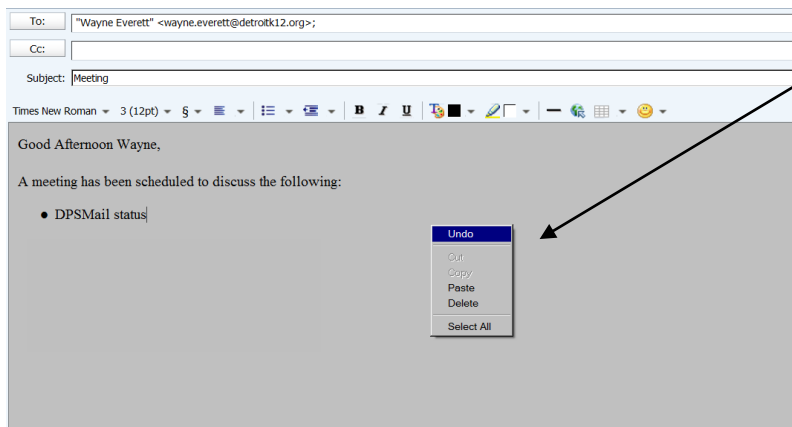 To: "Wayne Everett" <wayne.everett@detroitk12.org>;
Cc:
Subject: Meeting
Times New Roman 3 (12pt) § B I U T
Good Afternoon Wayne,
A meeting has been scheduled to discuss the following:
● DPSMail status
Undo
Cut
Copy
Paste
Delete
Select All